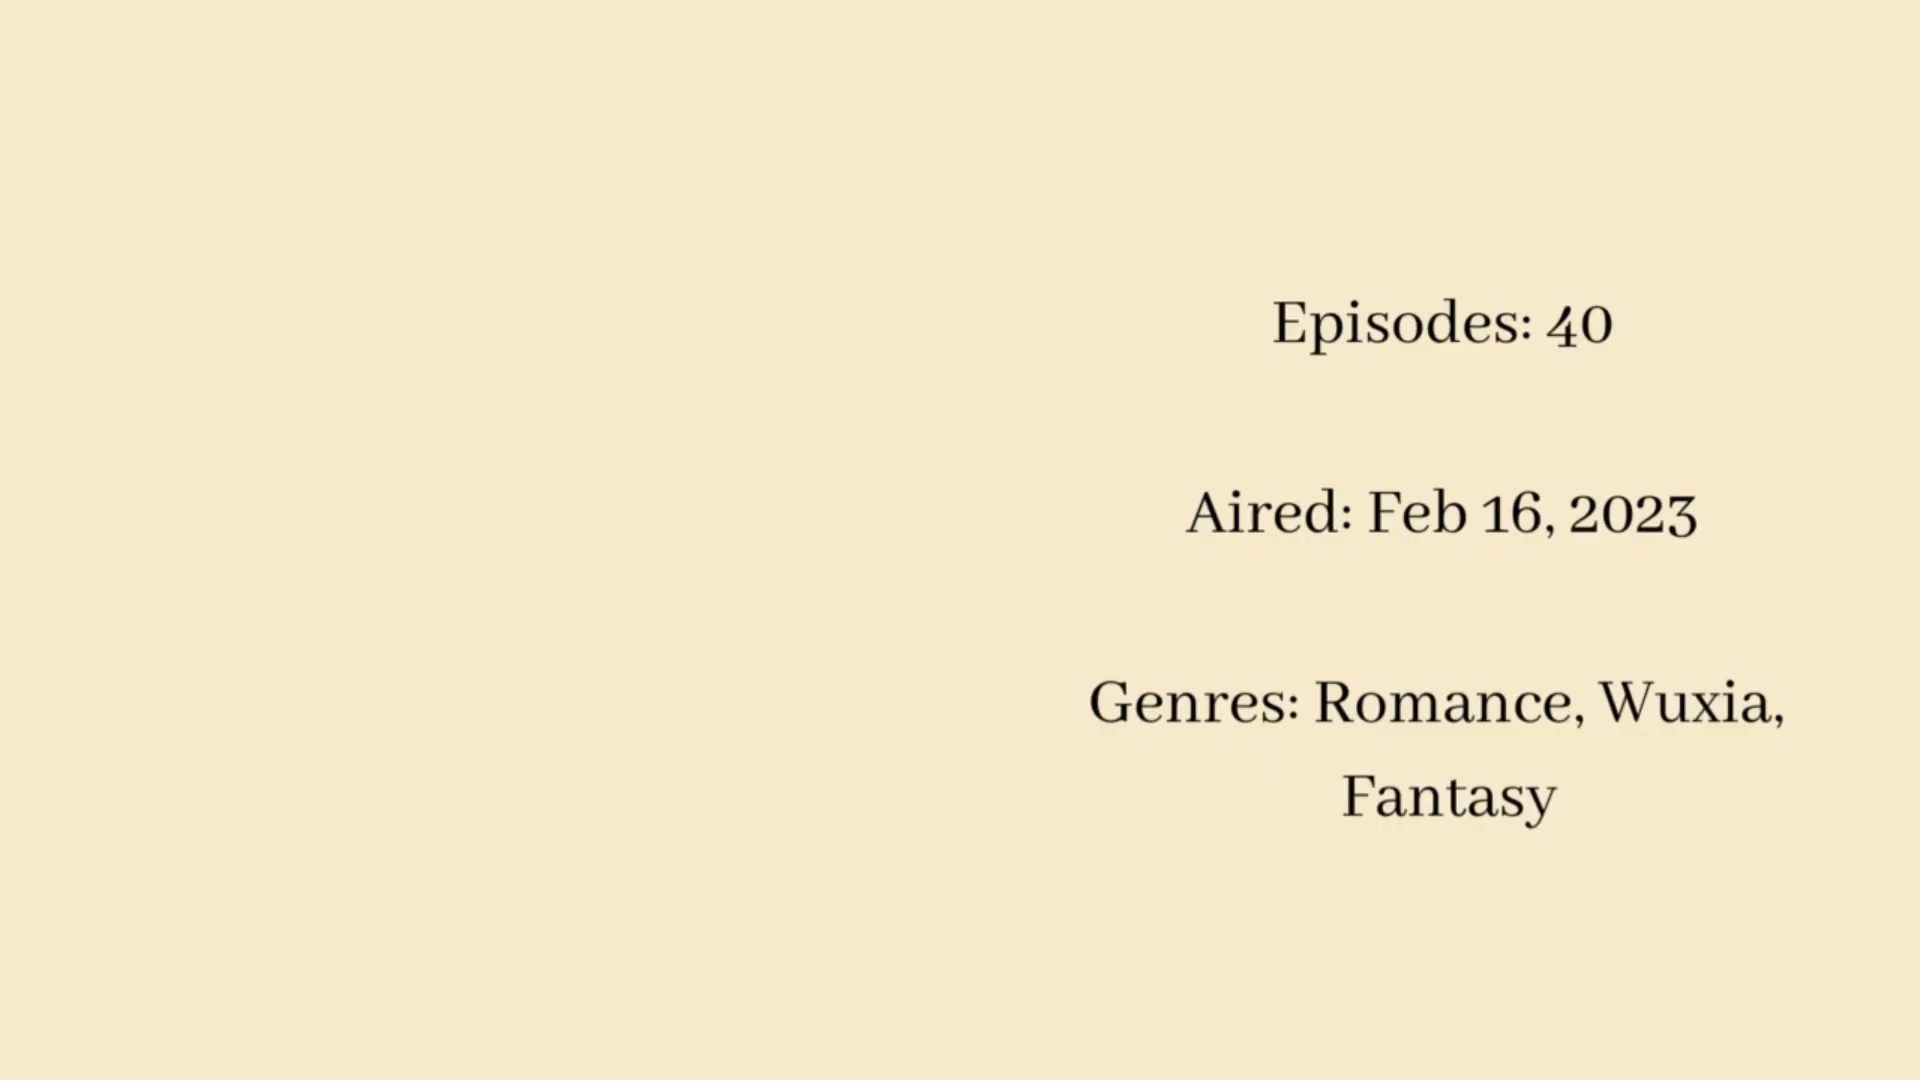 Episodes: 40
Aired: Feb 16, 2023
Genres: Romance, Wuxia,
Fantasy